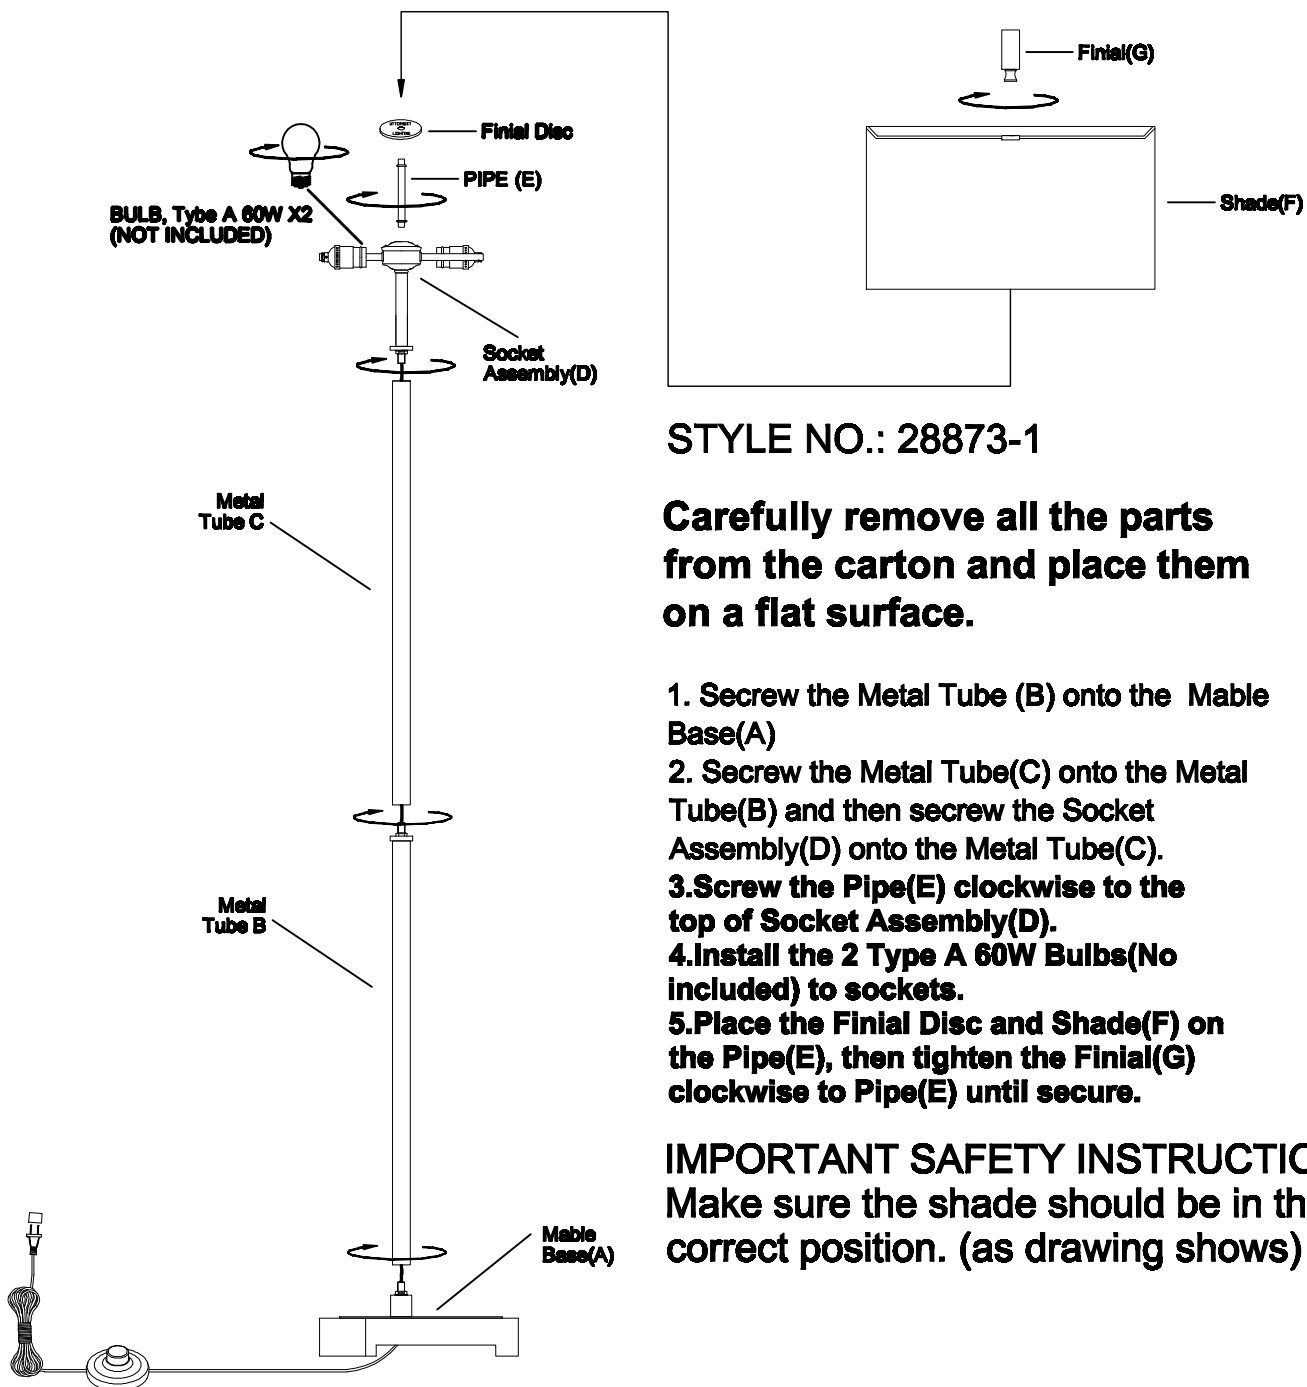 Finial(G)
UTTERMOST
LIGHTING
Finial Disc
PIPE (E)
BULB, Tybe A 60W X2
(NOT INCLUDED)
Shade(F)
Socket
Assembly(D)
Metal
Tube C
Metal
Tube B
Mable
Base(A)
STYLE NO.: 28873-1
Carefully remove all the parts
from the carton and place them
on a flat surface.
1. Secrew the Metal Tube (B) onto the Mable
Base(A)
2. Secrew the Metal Tube(C) onto the Metal
Tube(B) and then secrew the Socket
Assembly(D) onto the Metal Tube(C).
3.Screw the Pipe(E) clockwise to the
top of Socket Assembly(D).
4.Install the 2 Type A 60W Bulbs(No
included) to sockets.
5.Place the Finial Disc and Shade(F) on
the Pipe(E), then tighten the Finial(G)
clockwise to Pipe(E) until secure.
IMPORTANT SAFETY INSTRUCTIO
Make sure the shade should be in th
correct position. (as drawing shows)